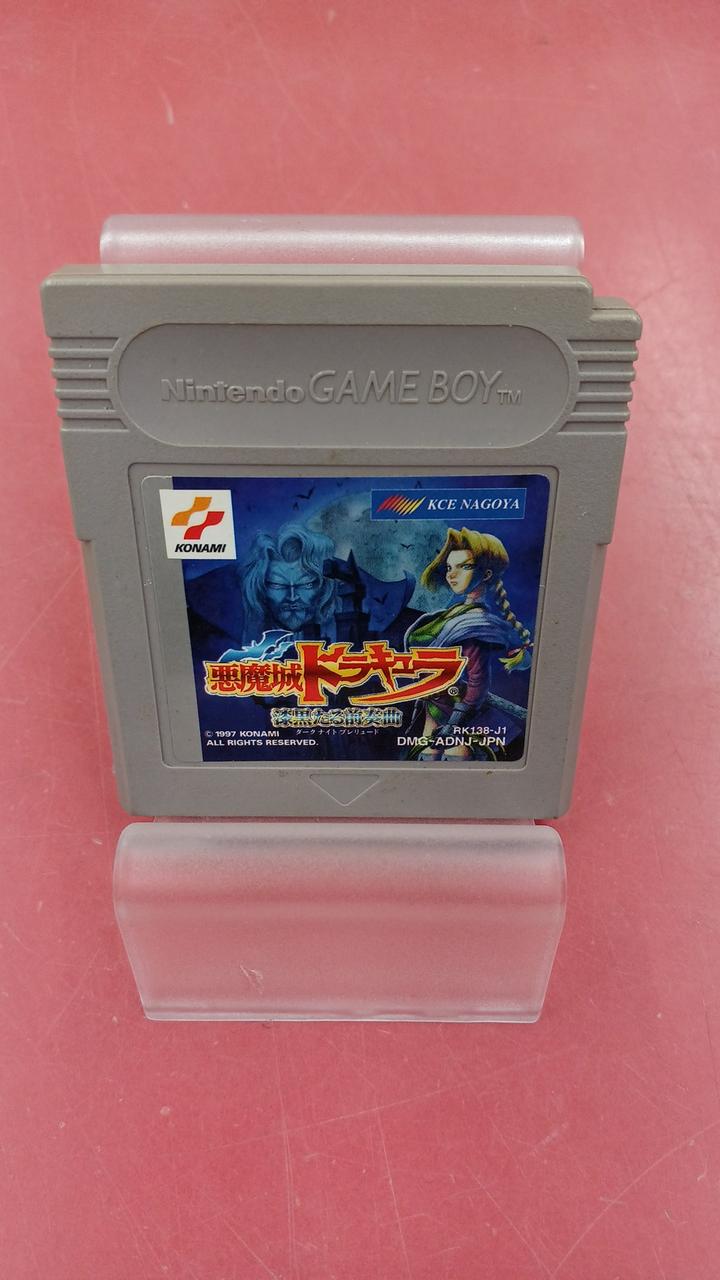 Nintendo GAME BOY TM
KONAMI
KCE NAGOYA
悪魔城ドラキュラ®
漆黒たる前奏曲
ダークナイトプレリュード
© 1997 KONAMI
ALL RIGHTS RESERVED.
RK138-J1
DMG-ADNJ-JPN